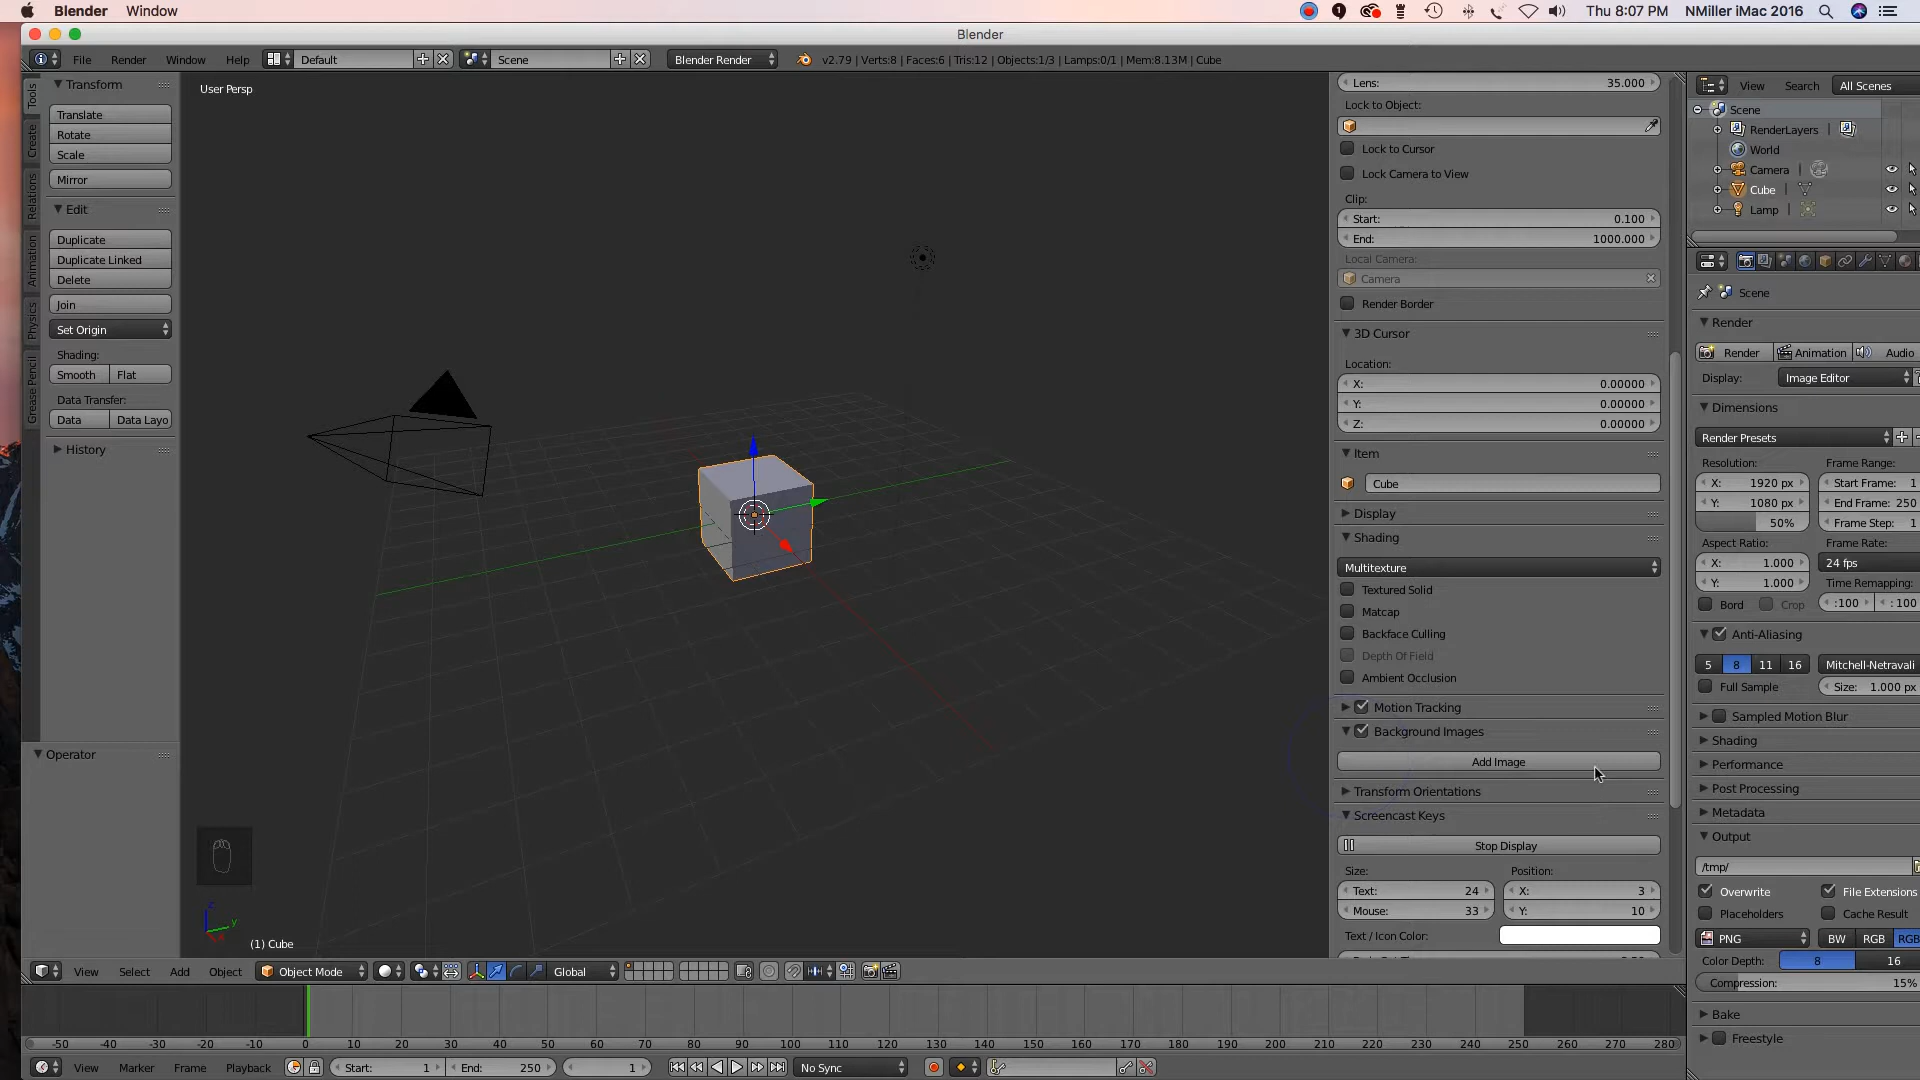 Blender Window Thu 8:07 PM NMiller iMac 2016
Blender
File Render Window Help Default Scene Blender Render v2.79 | Verts:8 | Faces:6 | Tris:12 | Objects:1/3 | Lamps:0/1 | Mem:8.13M | Cube
Tools
Create
Relations
Animation
Physics
Grease Pencil
Transform
Translate
Rotate
Scale
Mirror
Edit
Duplicate
Duplicate Linked
Delete
Join
Set Origin
Shading:
Smooth Flat
Data Transfer:
Data Data Layo
History
Operator
User Persp
(1) Cube
Lens: 35.000
Lock to Object:
Lock to Cursor
Lock Camera to View
Clip:
Start: 0.100
End: 1000.000
Local Camera:
Camera
Render Border
3D Cursor
Location:
X: 0.00000
Y: 0.00000
Z: 0.00000
Item
Cube
Display
Shading
Multitexture
Textured Solid
Matcap
Backface Culling
Depth Of Field
Ambient Occlusion
Motion Tracking
Background Images
Add Image
Transform Orientations
Screencast Keys
Stop Display
Size: Position:
Text: 24 X: 3
Mouse: 33 Y: 10
Text / Icon Color:
View Search All Scenes
Scene
RenderLayers
World
Camera
Cube
Lamp
Scene
Render
Render Animation Audio
Display: Image Editor
Dimensions
Render Presets
Resolution: Frame Range:
X: 1920 px Start Frame: 1
Y: 1080 px End Frame: 250
50% Frame Step: 1
Aspect Ratio: Frame Rate:
X: 1.000 24 fps
Y: 1.000 Time Remapping:
Bord Crop :100 :100
Anti-Aliasing
5 8 11 16 Mitchell-Netravali
Full Sample Size: 1.000 px
Sampled Motion Blur
Shading
Performance
Post Processing
Metadata
Output
/tmp/
Overwrite File Extensions
Placeholders Cache Result
PNG BW RGB RGB
Color Depth: 8 16
Compression: 15%
Bake
Freestyle
View Select Add Object Object Mode Global
-50 -40 -30 -20 -10 0 10 20 30 40 50 60 70 80 90 100 110 120 130 140 150 160 170 180 190 200 210 220 230 240 250 260 270 280
View Marker Frame Playback Start: 1 End: 250 1 No Sync